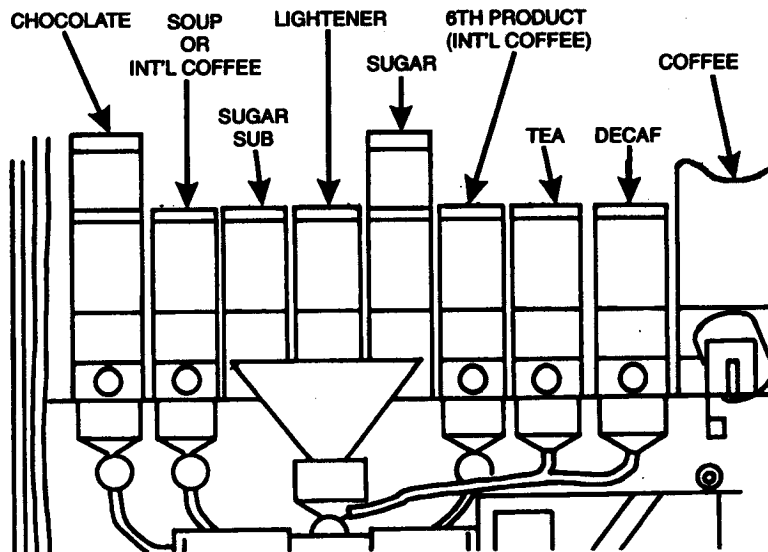 CHOCOLATE
SOUP
OR
INT'L COFFEE
SUGAR
SUB
LIGHTENER
SUGAR
6TH PRODUCT
(INT'L COFFEE)
TEA
DECAF
COFFEE